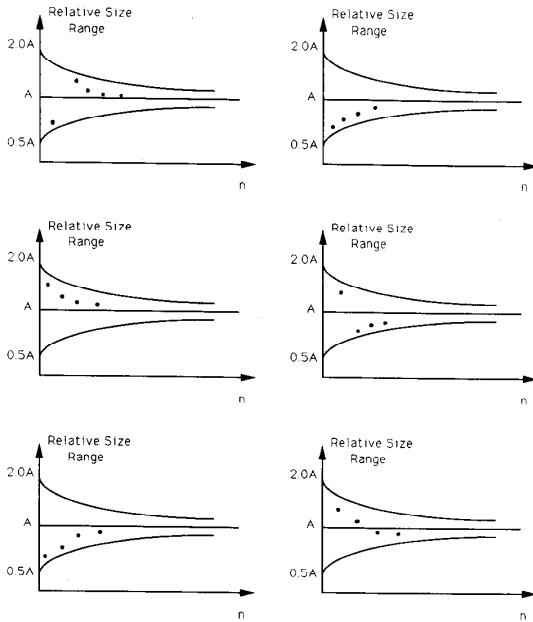 Relative Size
Range
2.0A
A
0.5A
n
Relative Size
Range
2.0A
A
0.5A
n
Relative Size
Range
2.0A
A
0.5A
n
Relative Size
Range
2.0A
A
0.5A
n
Relative Size
Range
2.0A
A
0.5A
n
Relative Size
Range
2.0A
A
0.5A
n